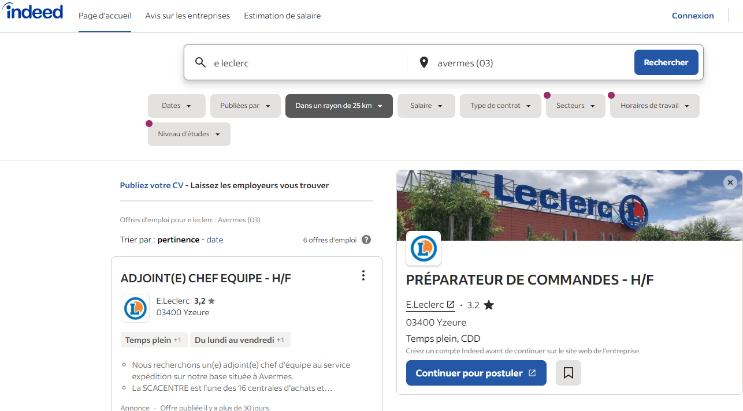 indeed
Page d'accueil
Avis sur les entreprises
Estimation de salaire
Connexion
e leclerc
avermes (03)
Rechercher
Dates
Publiées par
Dans un rayon de 25 km
Salaire
Type de contrat
Secteurs
Horaires de travail
Niveau d'études
Publiez votre CV - Laissez les employeurs vous trouver
Offres d'emploi pour e leclerc : Avermes (03)
Trier par : pertinence - date
6 offres d'emploi ?
ADJOINT(E) CHEF EQUIPE - H/F
E.Leclerc 3,2 ★
03400 Yzeure
Temps plein +1
Du lundi au vendredi +1
Nous recherchons un(e) adjoint(e) chef d'équipe au service
expédition sur notre base située à Avermes.
La SCACENTRE est l'une des 16 centrales d'achats et...
Annonce · Offre publiée il y a plus de 30 jours
E.Leclerc L
PRÉPARATEUR DE COMMANDES - H/F
E.Leclerc · 3.2 ★
03400 Yzeure
Temps plein, CDD
Créez un compte Indeed avant de continuer sur le site web de l'entreprise.
Continuer pour postuler